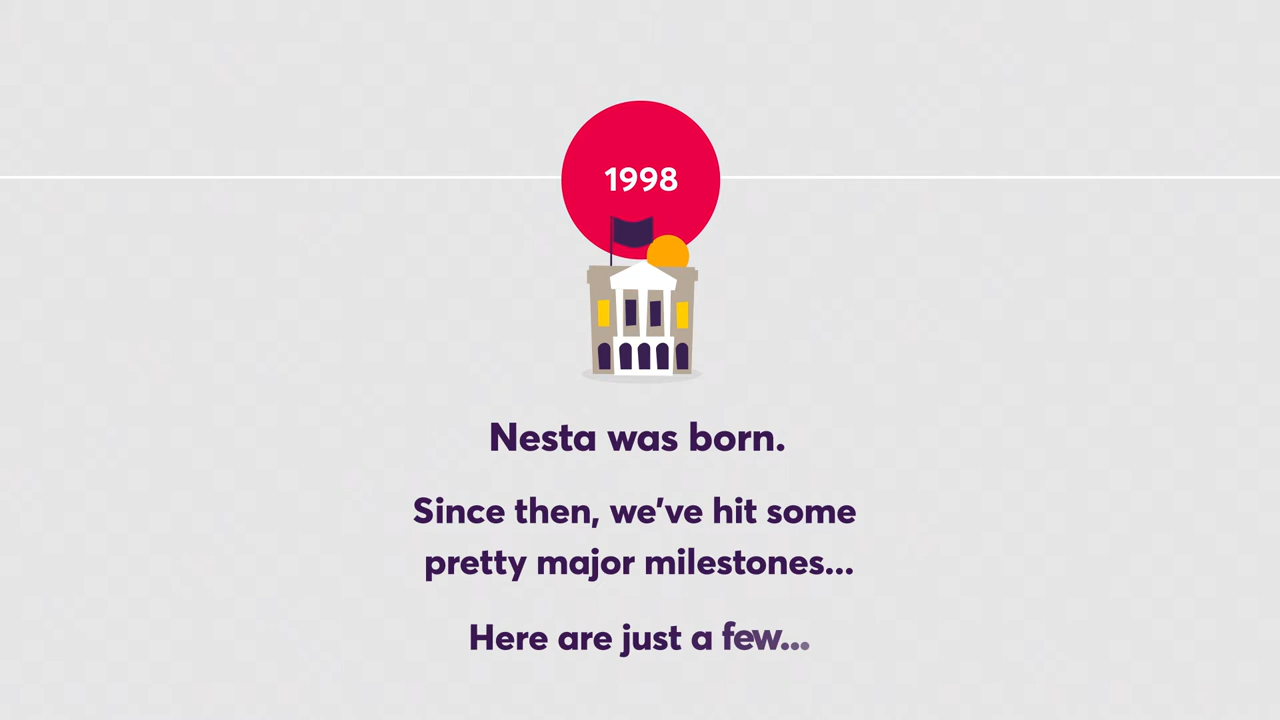 1998
Nesta was born.
Since then, we've hit some
pretty major milestones...
Here are just a few...